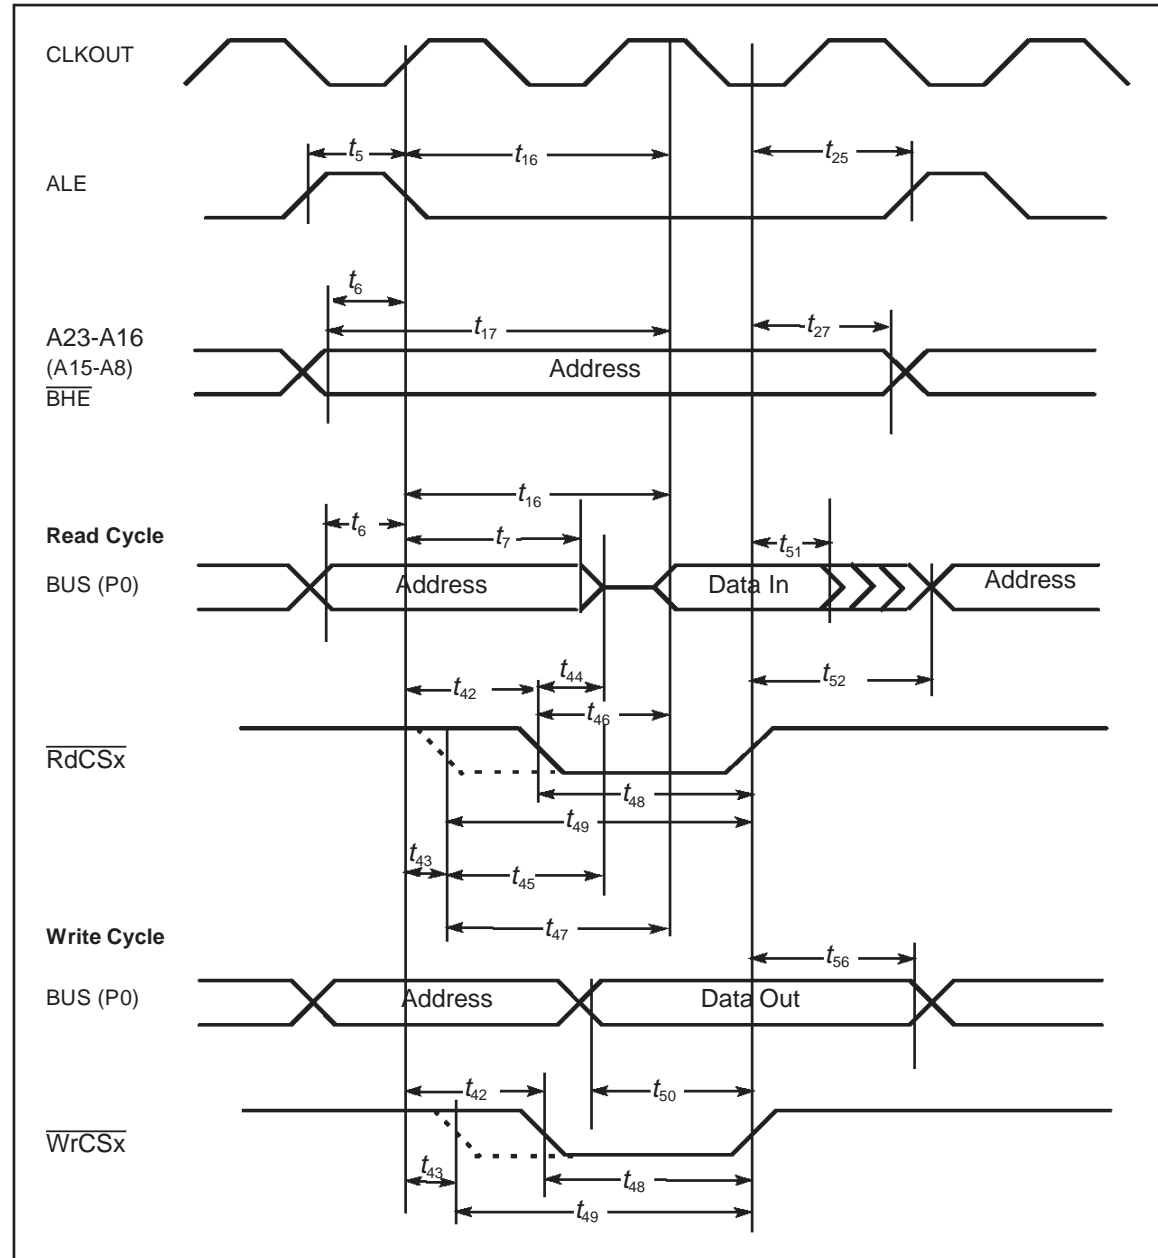 CLKOUT
t5
t16
t25
ALE
t6
t17
t27
A23-A16
(A15-A8)
BHE
Address
t16
t6
t7
t51
Read Cycle
BUS (P0)
Address
Data In
Address
t44
t42
t52
t46
RdCSx
t48
t49
t43
t45
t47
Write Cycle
t56
BUS (P0)
Address
Data Out
t42
t50
WrCSx
t43
t48
t49